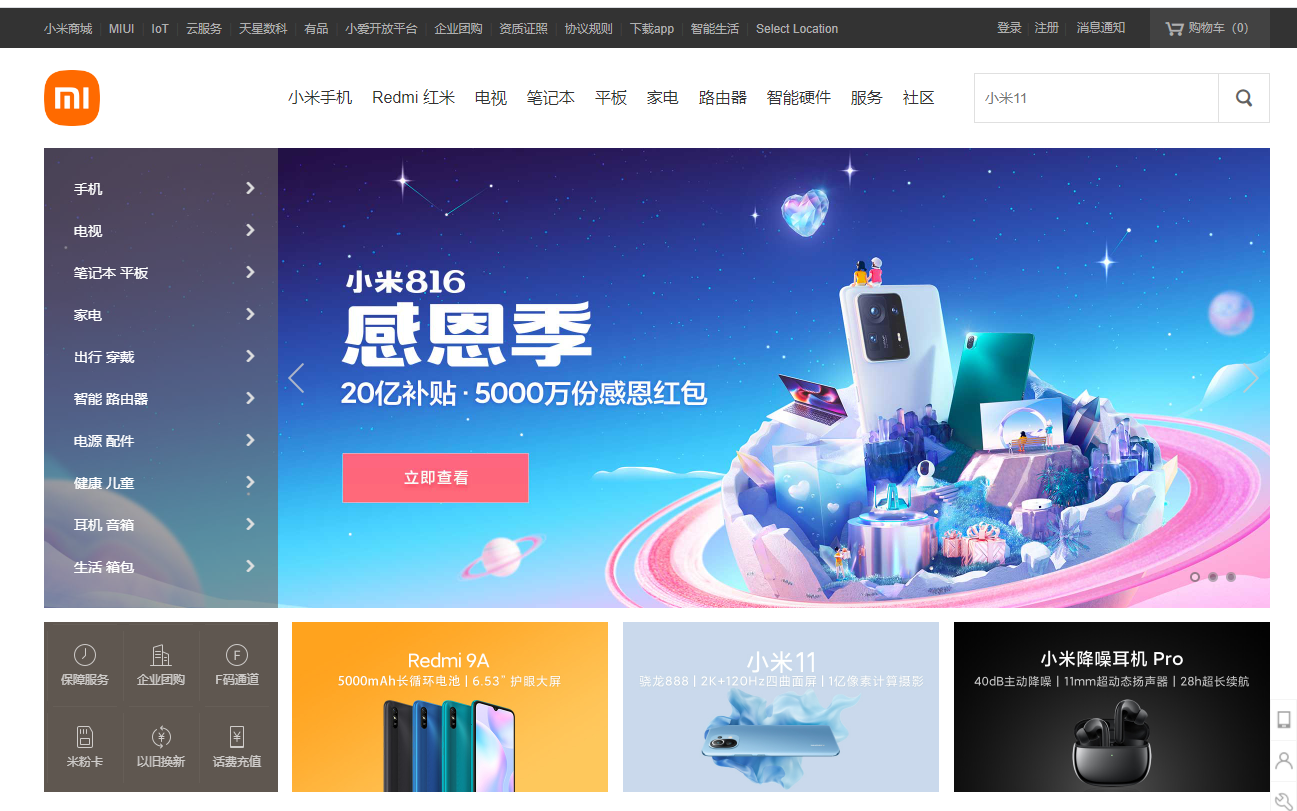 小米商城 MIUI IoT 云服务 天星数科 有品 小爱开放平台 企业团购 资质证照 协议规则 下载app 智能生活 Select Location 登录 注册 消息通知 购物车（0）
小米手机 Redmi 红米 电视 笔记本 平板 家电 路由器 智能硬件 服务 社区 小米11
手机
电视
笔记本 平板
家电
出行 穿戴
智能 路由器
电源 配件
健康 儿童
耳机 音箱
生活 箱包
小米816
感恩季
20亿补贴·5000万份感恩红包
立即查看
保障服务 企业团购 F码通道
米粉卡 以旧换新 话费充值
Redmi 9A
5000mAh长循环电池 | 6.53" 护眼大屏
小米11
骁龙888 | 2K+120Hz四曲面屏 | 1亿像素计算摄影
小米降噪耳机 Pro
40dB主动降噪 | 11mm超动态扬声器 | 28h超长续航